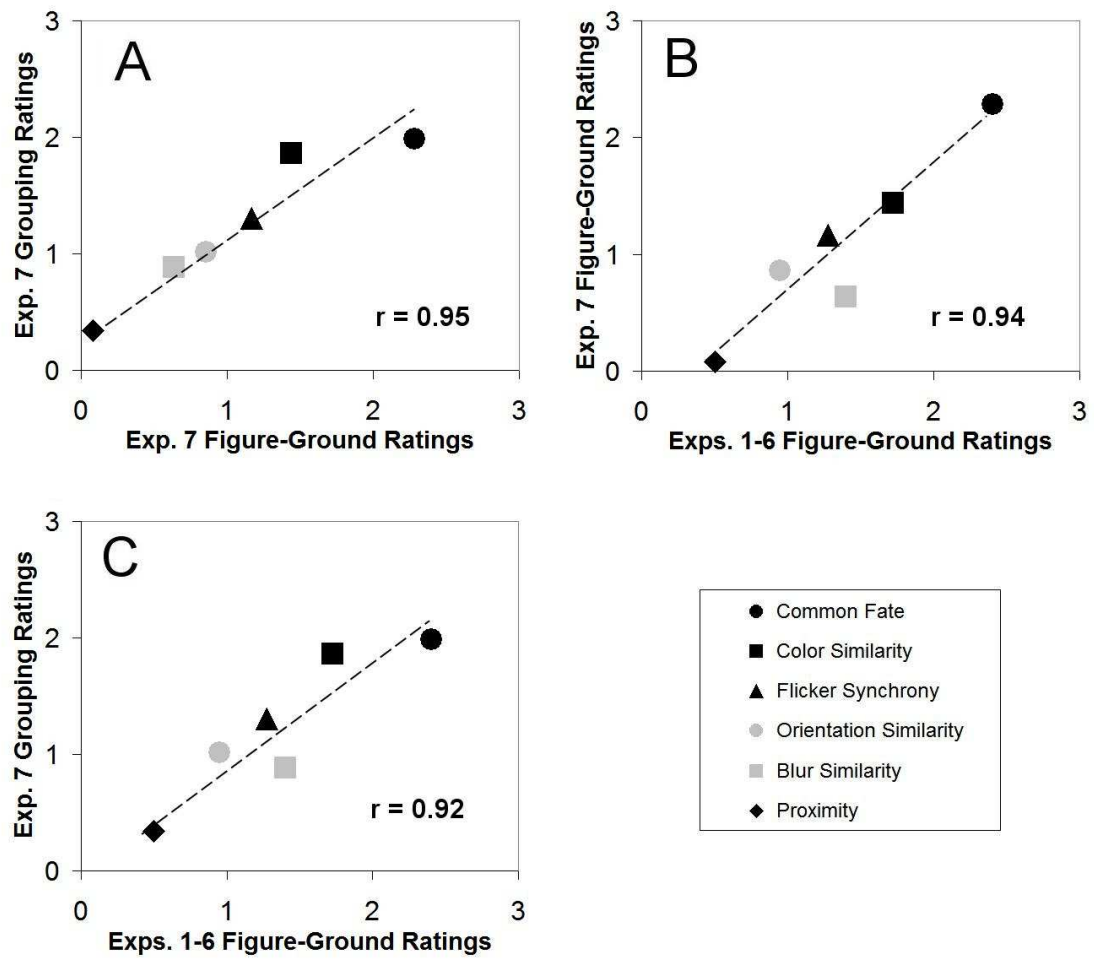 A
Exp. 7 Grouping Ratings
3
2
1
0
r = 0.95
0 1 2 3
Exp. 7 Figure-Ground Ratings
B
Exp. 7 Figure-Ground Ratings
3
2
1
0
r = 0.94
0 1 2 3
Exps. 1-6 Figure-Ground Ratings
C
Exp. 7 Grouping Ratings
3
2
1
0
r = 0.92
0 1 2 3
Exps. 1-6 Figure-Ground Ratings
Common Fate
Color Similarity
Flicker Synchrony
Orientation Similarity
Blur Similarity
Proximity